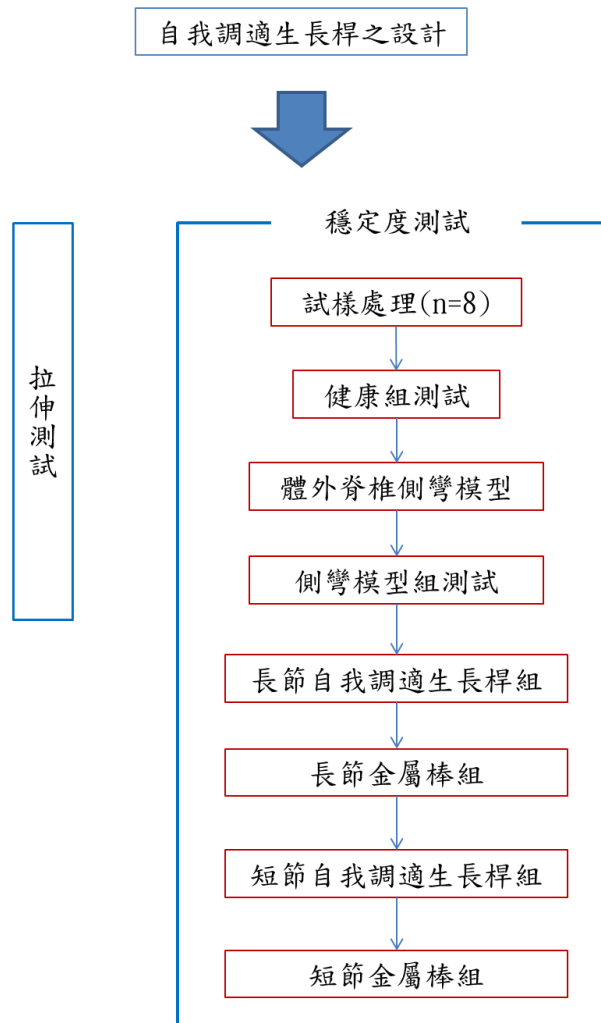 自我調適生長桿之設計
拉伸測試
穩定度測試
試樣處理(n=8)
健康組測試
體外脊椎側彎模型
側彎模型組測試
長節自我調適生長桿組
長節金屬棒組
短節自我調適生長桿組
短節金屬棒組